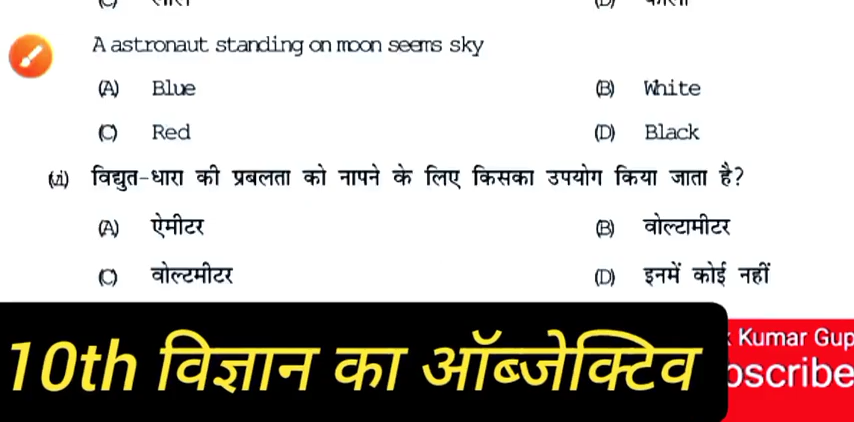 (C) लाल (D) काला
A astronaut standing on moon seems sky
(A) Blue (B) White
(C) Red (D) Black
(vi) विद्युत-धारा की प्रबलता को नापने के लिए किसका उपयोग किया जाता है?
(A) ऐमीटर (B) वोल्टामीटर
(C) वोल्टमीटर (D) इनमें कोई नहीं
10th विज्ञान का ऑब्जेक्टिव
Kumar Gup
bscribe